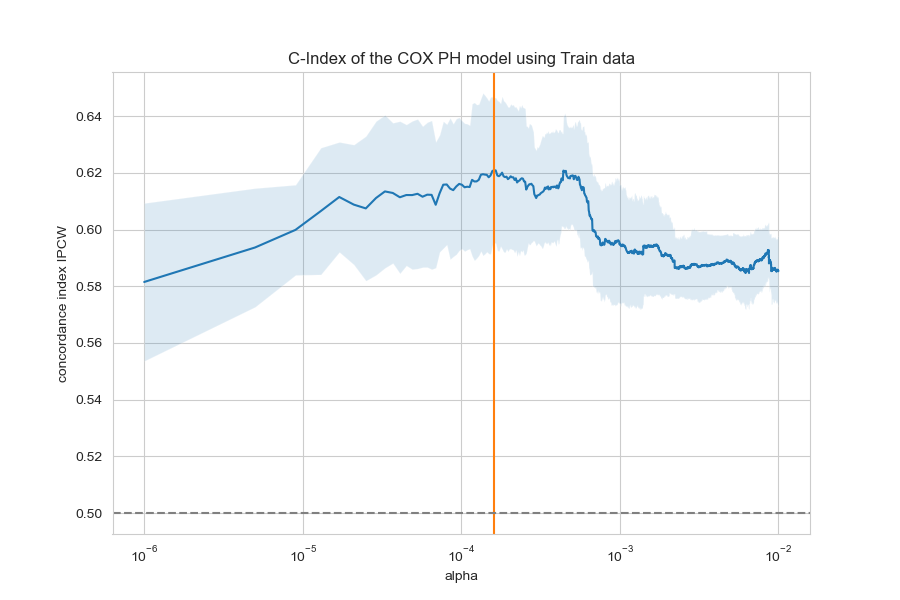 C-Index of the COX PH model using Train data
concordance index IPCW
0.64
0.62
0.60
0.58
0.56
0.54
0.52
0.50
10⁻⁶ 10⁻⁵ 10⁻⁴ 10⁻³ 10⁻²
alpha